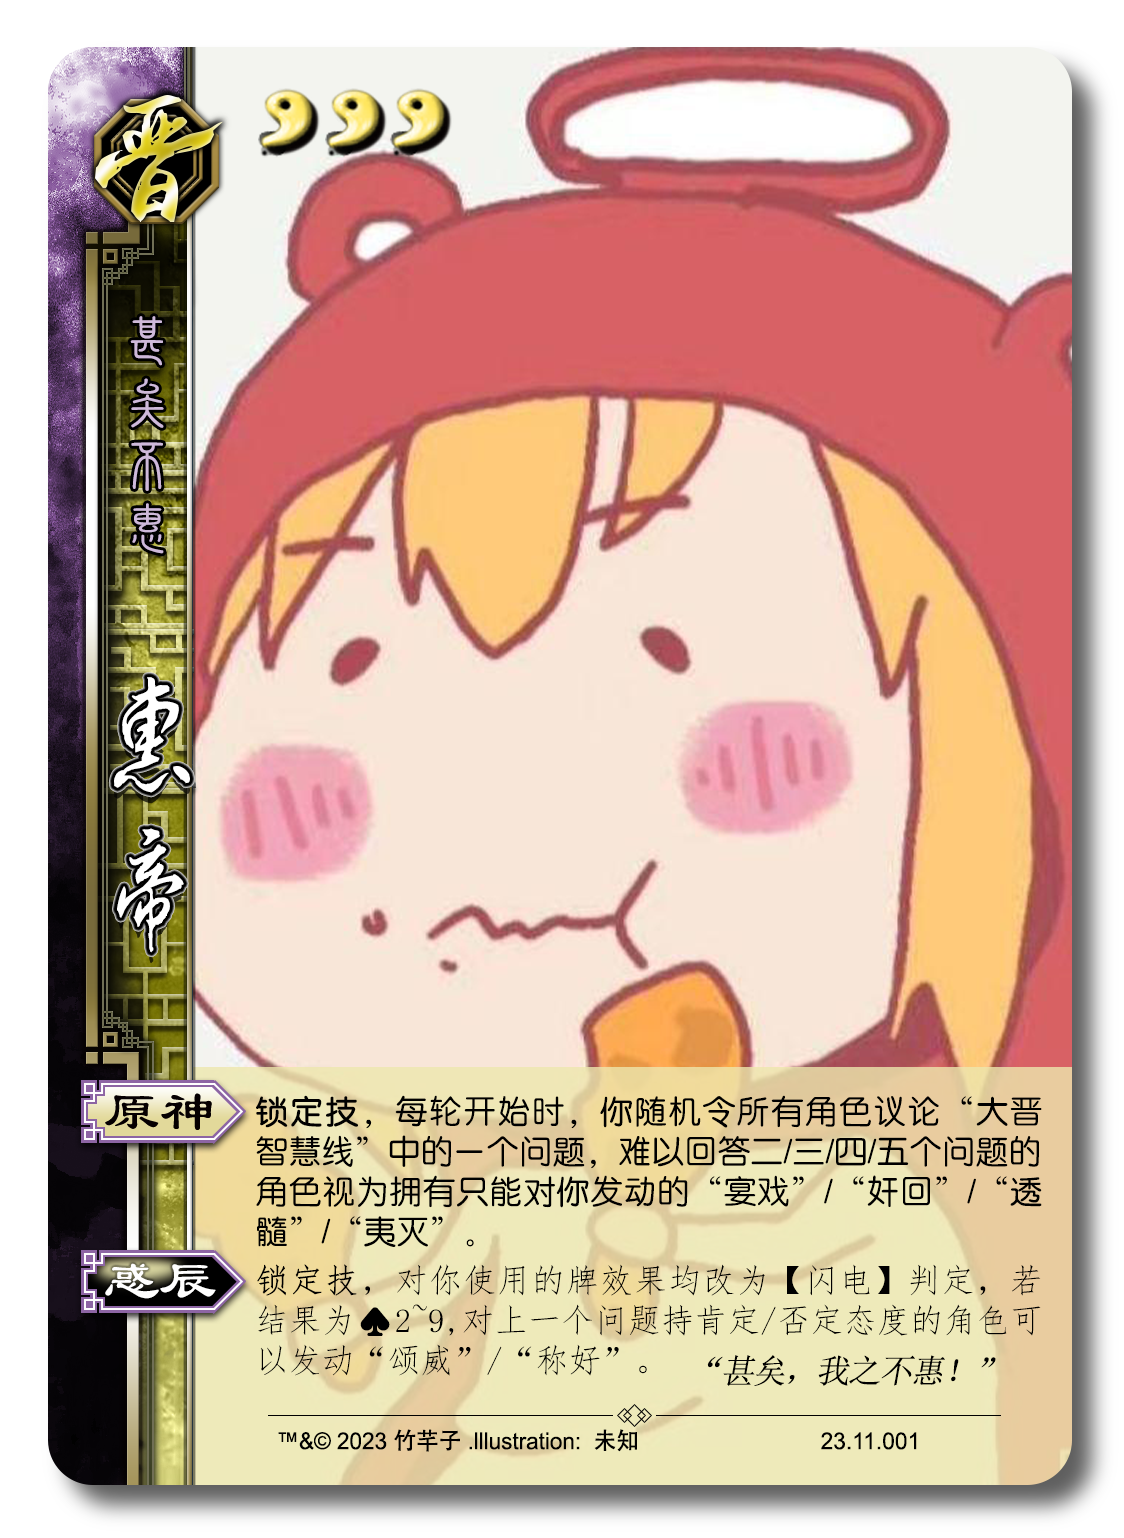 晋
甚矣不惠
惠帝
原神
锁定技，每轮开始时，你随机令所有角色议论“大晋
智慧线”中的一个问题，难以回答二/三/四/五个问题的
角色视为拥有只能对你发动的“宴戏”/“奸回”/“透
髓”/“夷灭”。
惑辰
锁定技，对你使用的牌效果均改为【闪电】判定，若
结果为♠2~9,对上一个问题持肯定/否定态度的角色可
以发动“颂威”/“称好”。
“甚矣，我之不惠！”
™&© 2023 竹芊子 .Illustration: 未知
23.11.001